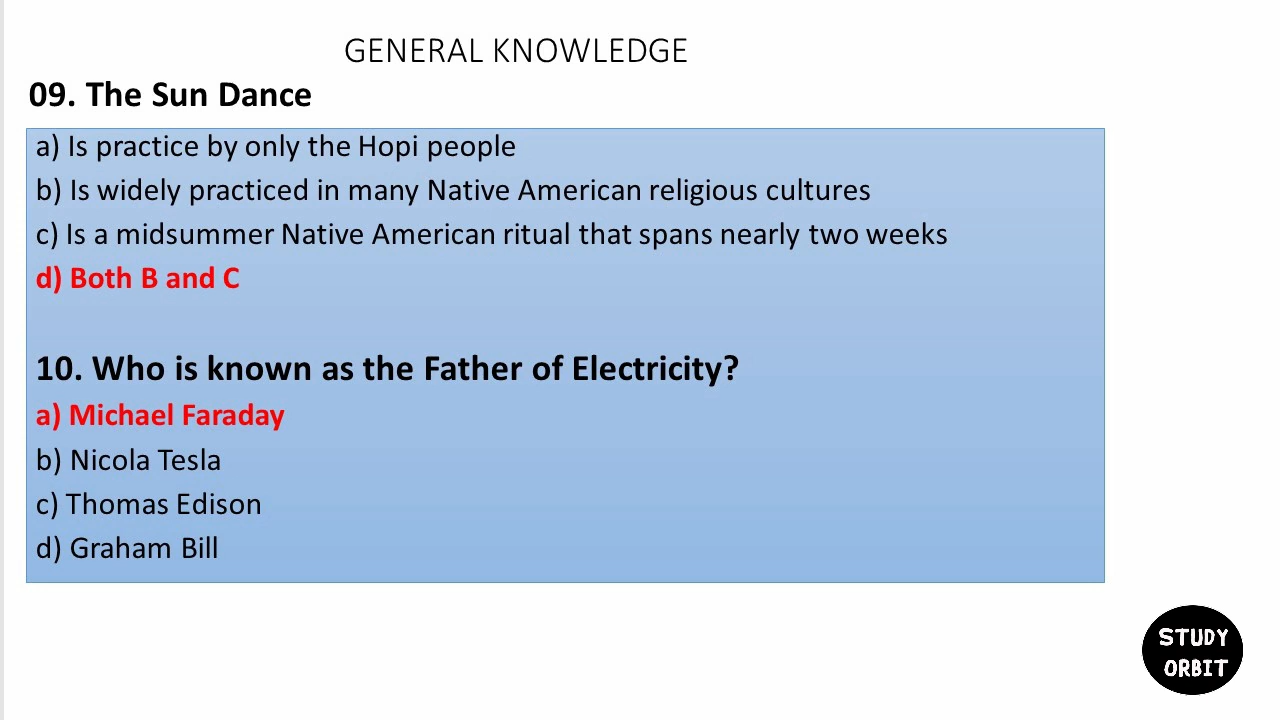 GENERAL KNOWLEDGE
09. The Sun Dance
a) Is practice by only the Hopi people
b) Is widely practiced in many Native American religious cultures
c) Is a midsummer Native American ritual that spans nearly two weeks
d) Both B and C
10. Who is known as the Father of Electricity?
a) Michael Faraday
b) Nicola Tesla
c) Thomas Edison
d) Graham Bill
STUDY
ORBIT